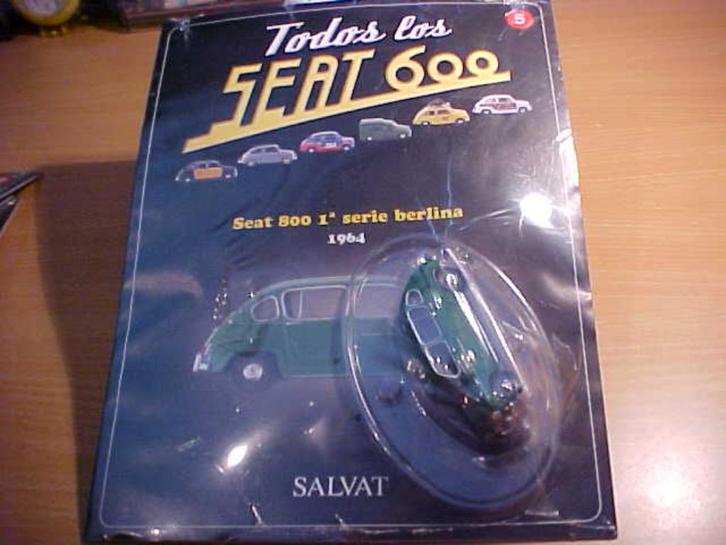 5
Todos los
SEAT 600
Seat 800 1ª serie berlina
1964
SALVAT